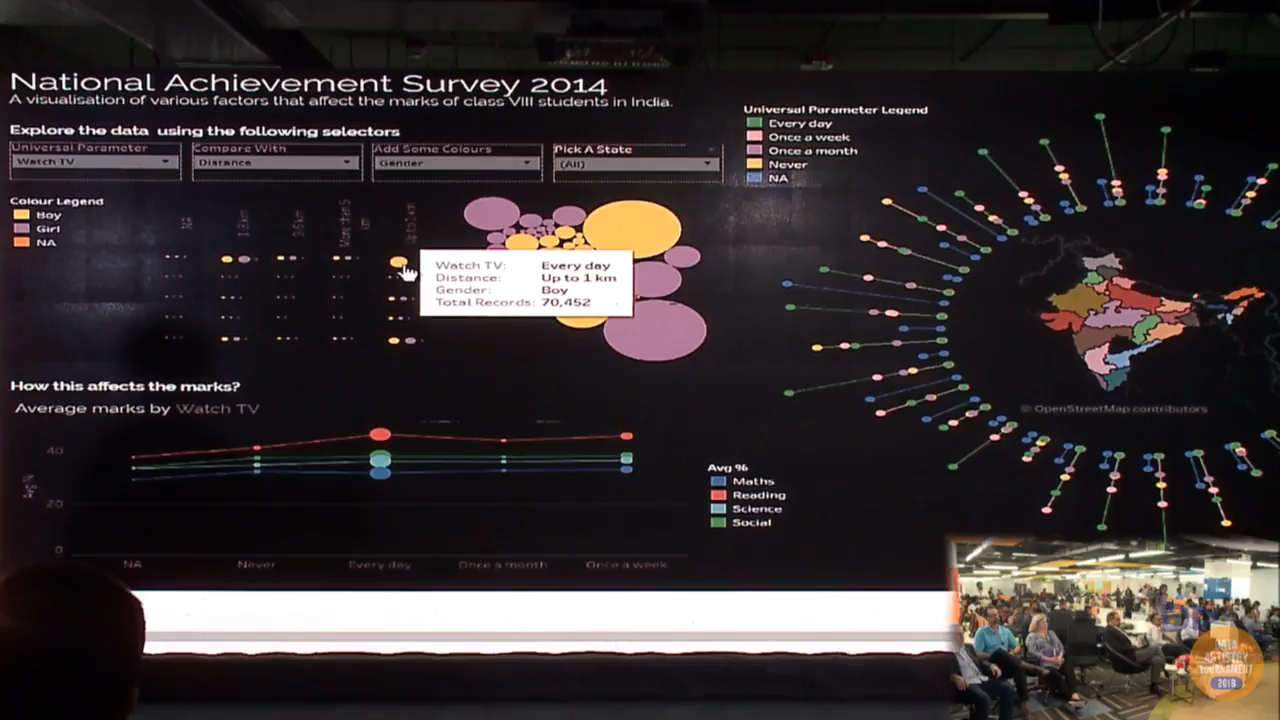 National Achievement Survey 2014
A visualisation of various factors that affect the marks of class VIII students in India.
Explore the data using the following selectors
Universal Parameter
Compare With
Add Some Colours
Pick A State
Watch TV
Distance
Gender
(All)
Universal Parameter Legend
Every day
Once a week
Once a month
Never
NA
Colour Legend
Boy
Girl
NA
NA
Watch TV: Every day
Distance: Up to 1 km
Gender: Boy
Total Records: 70,452
© OpenStreetMap contributors
How this affects the marks?
Average marks by Watch TV
40
20
0
NA
Never
Every day
Once a month
Once a week
Avg %
Maths
Reading
Science
Social
DATA
ARTISTRY
TOURNAMENT
2018